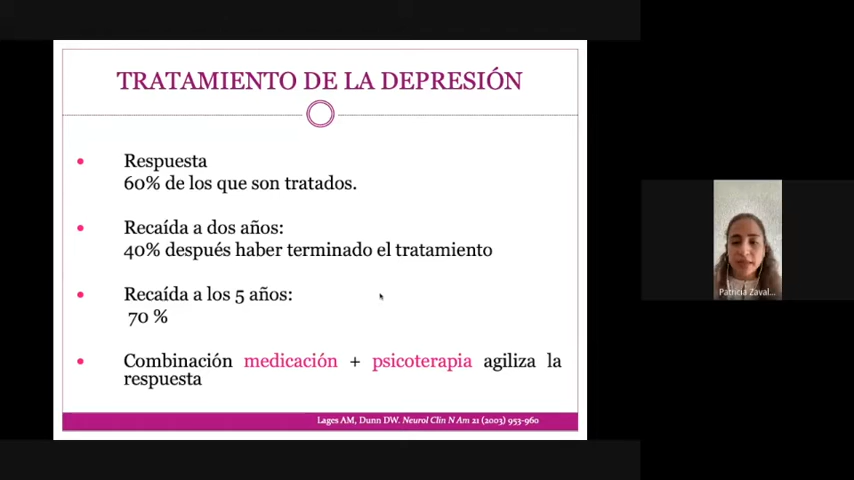 TRATAMIENTO DE LA DEPRESIÓN
• Respuesta
60% de los que son tratados.
• Recaída a dos años:
40% después haber terminado el tratamiento
• Recaída a los 5 años:
70 %
• Combinación medicación + psicoterapia agiliza la
respuesta
Lages AM, Dunn DW. Neurol Clin N Am 21 (2003) 953-960
Patricia Zaval...